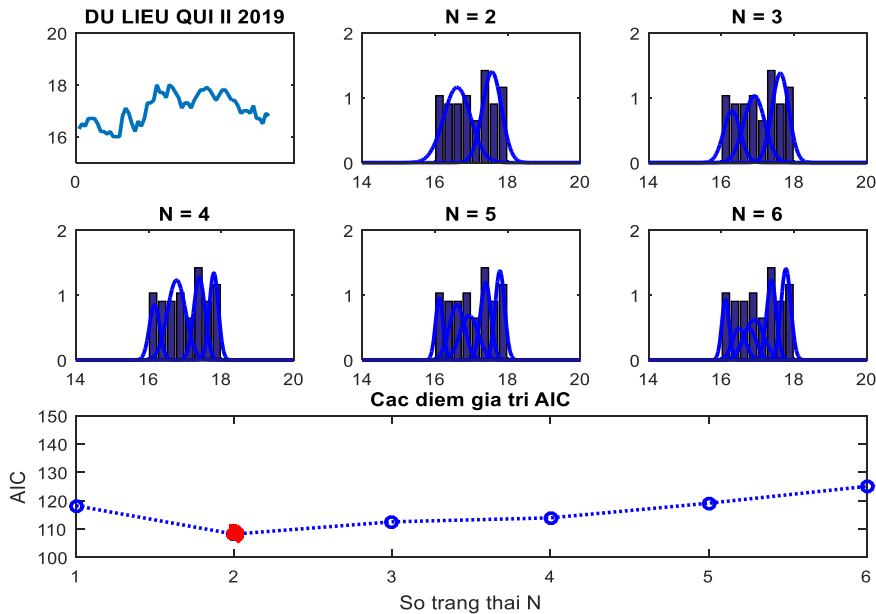 DU LIEU QUI II 2019
20
18
16
0
N = 2
2
1
0
14 16 18 20
N = 3
2
1
0
14 16 18 20
N = 4
2
1
0
14 16 18 20
N = 5
2
1
0
14 16 18 20
N = 6
2
1
0
14 16 18 20
Cac diem gia tri AIC
150
140
130
120
110
100
AIC
1 2 3 4 5 6
So trang thai N